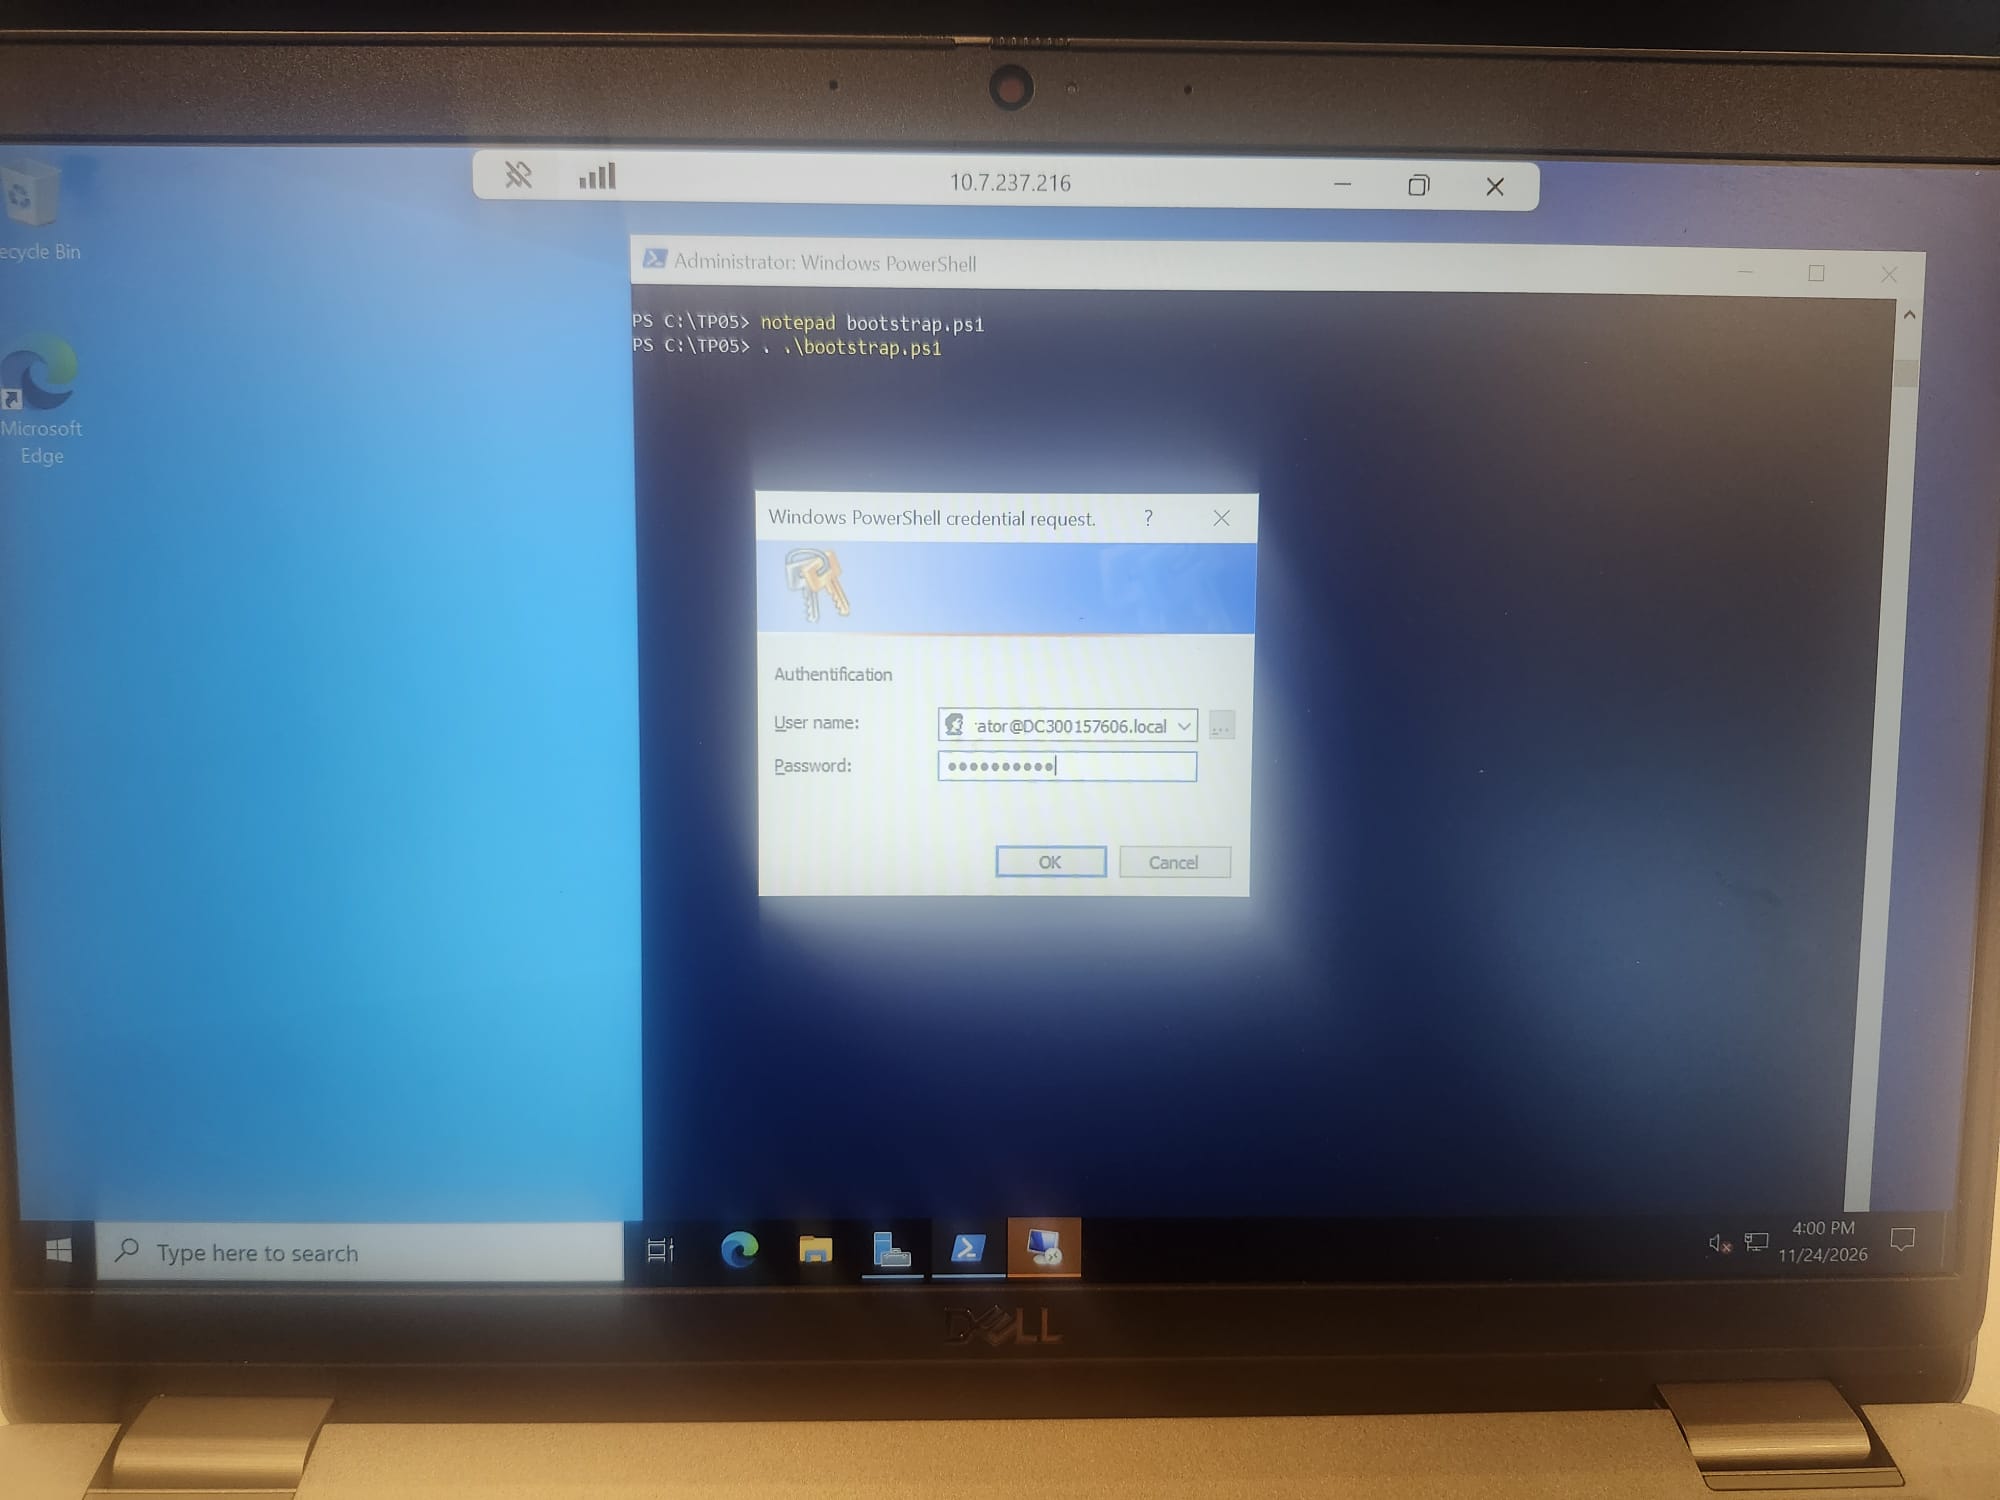 10.7.237.216
ecycle Bin
Microsoft
Edge
Administrator: Windows PowerShell
PS C:\TP05> notepad bootstrap.ps1
PS C:\TP05> . .\bootstrap.ps1
Windows PowerShell credential request.
?
Authentification
User name:
ator@DC300157606.local
...
Password:
OK
Cancel
Type here to search
4:00 PM
11/24/2026
DELL